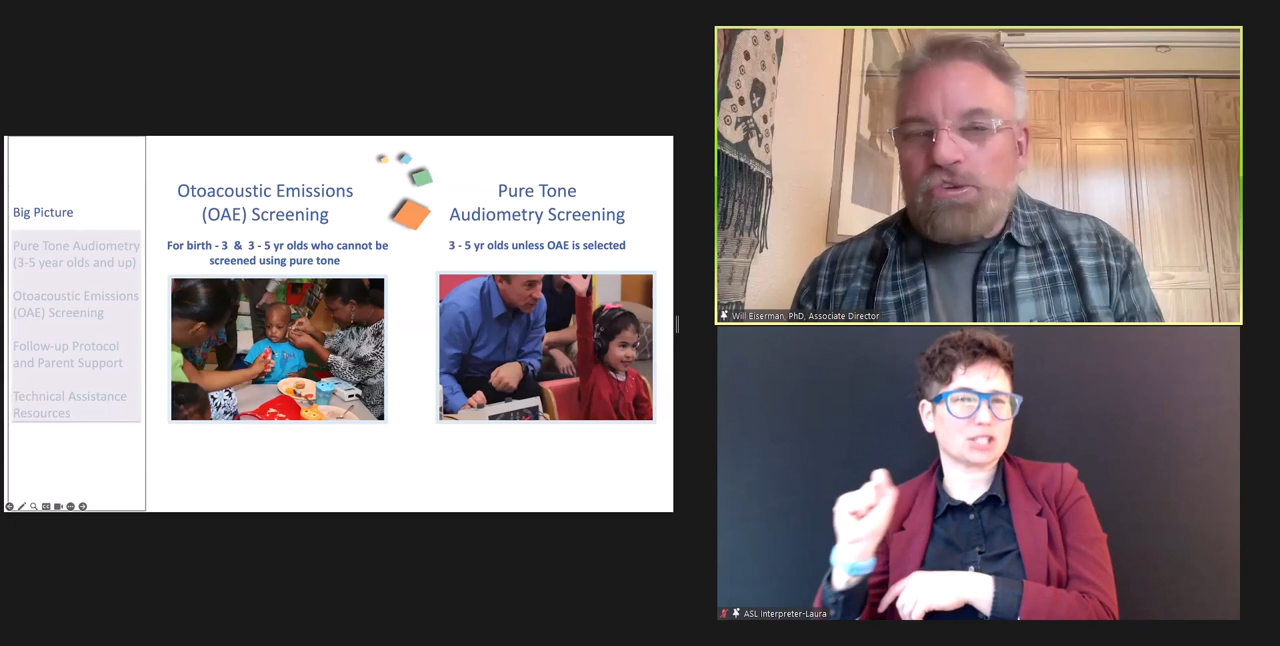 Big Picture
Pure Tone Audiometry
(3-5 year olds and up)
Otoacoustic Emissions
(OAE) Screening
Follow-up Protocol
and Parent Support
Technical Assistance
Resources
Otoacoustic Emissions
(OAE) Screening
For birth - 3 & 3 - 5 yr olds who cannot be
screened using pure tone
Pure Tone
Audiometry Screening
3 - 5 yr olds unless OAE is selected
Will Eiserman, PhD, Associate Director
ASL Interpreter-Laura